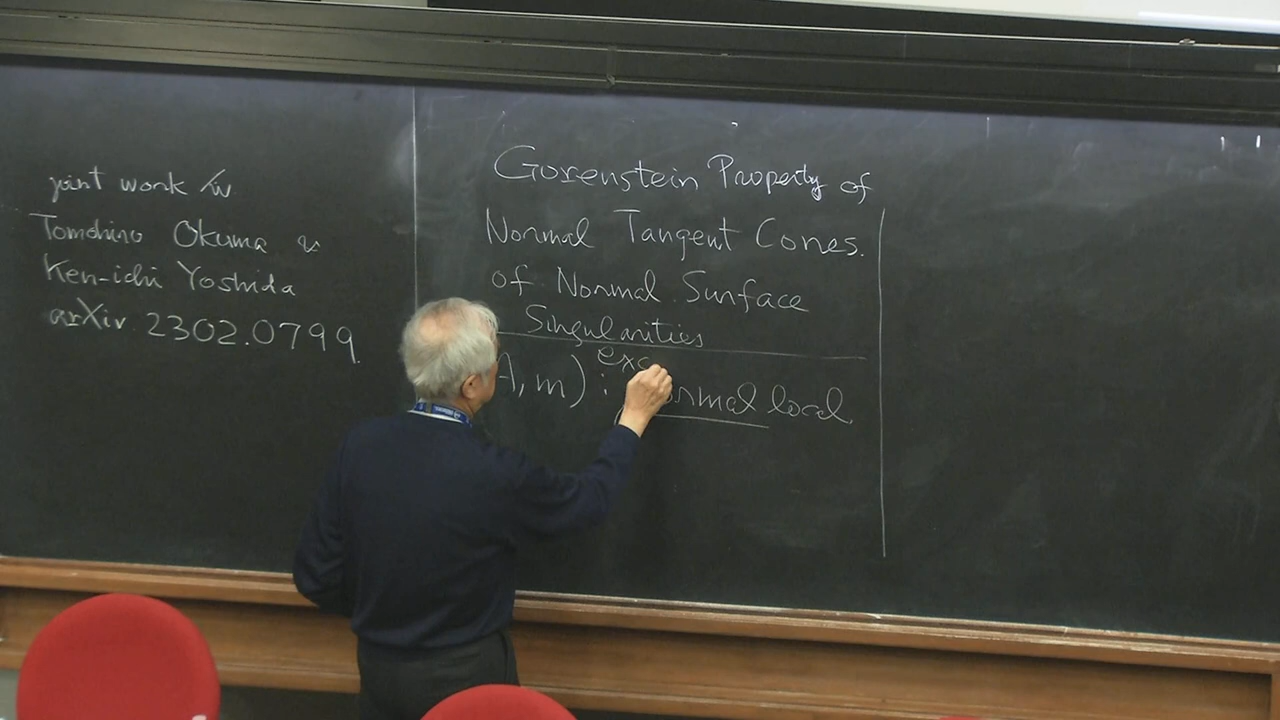 joint work w
Tomohiro Okuma &
Ken-ichi Yoshida
arXiv. 2302.0799
Gorenstein Property of
Normal Tangent Cones.
of Normal Surface
Singularities
A, m) : exc
normal local